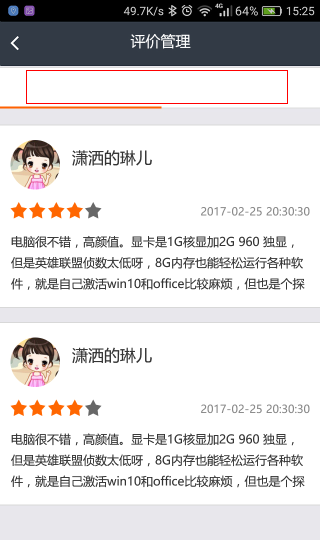 49.7K/s 4G 64% 15:25
评价管理
潇洒的琳儿
2017-02-25 20:30:30
电脑很不错，高颜值。显卡是1G核显加2G 960 独显，
但是英雄联盟侦数太低呀，8G内存也能轻松运行各种软
件，就是自己激活win10和office比较麻烦，但也是个探
潇洒的琳儿
2017-02-25 20:30:30
电脑很不错，高颜值。显卡是1G核显加2G 960 独显，
但是英雄联盟侦数太低呀，8G内存也能轻松运行各种软
件，就是自己激活win10和office比较麻烦，但也是个探